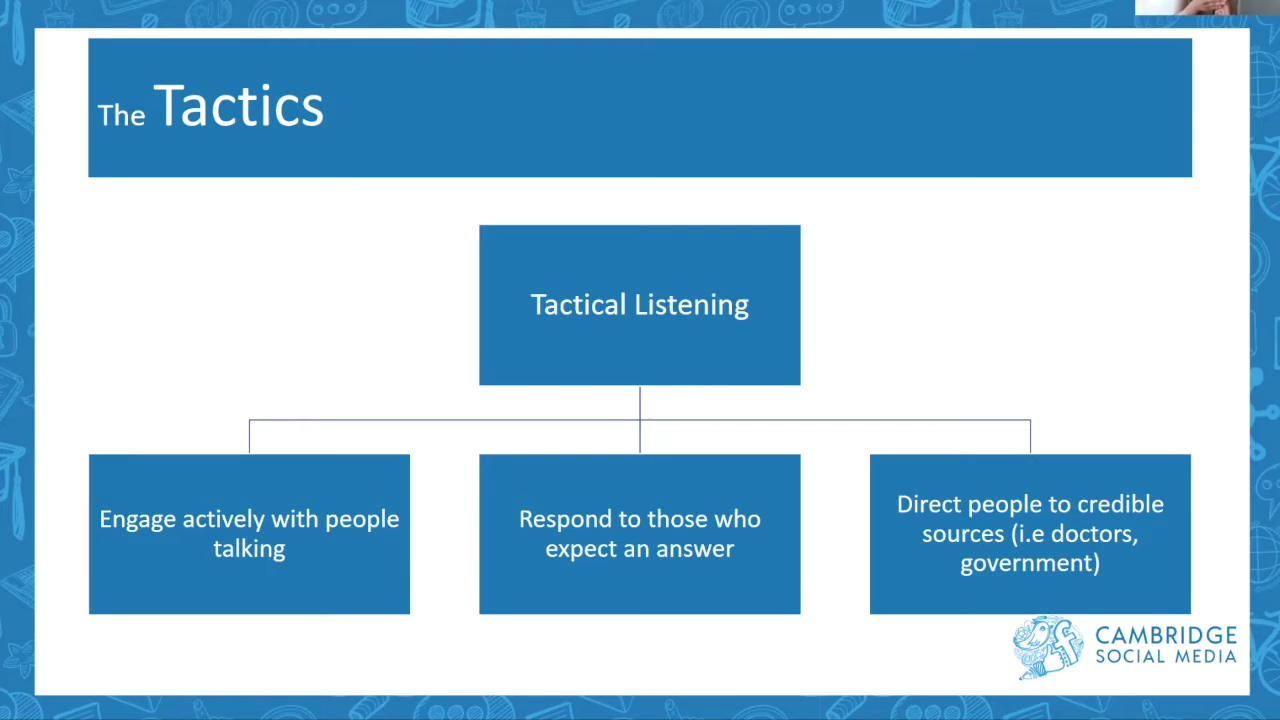 The Tactics
Tactical Listening
Engage actively with people
talking
Respond to those who
expect an answer
Direct people to credible
sources (i.e doctors,
government)
CAMBRIDGE
SOCIAL MEDIA